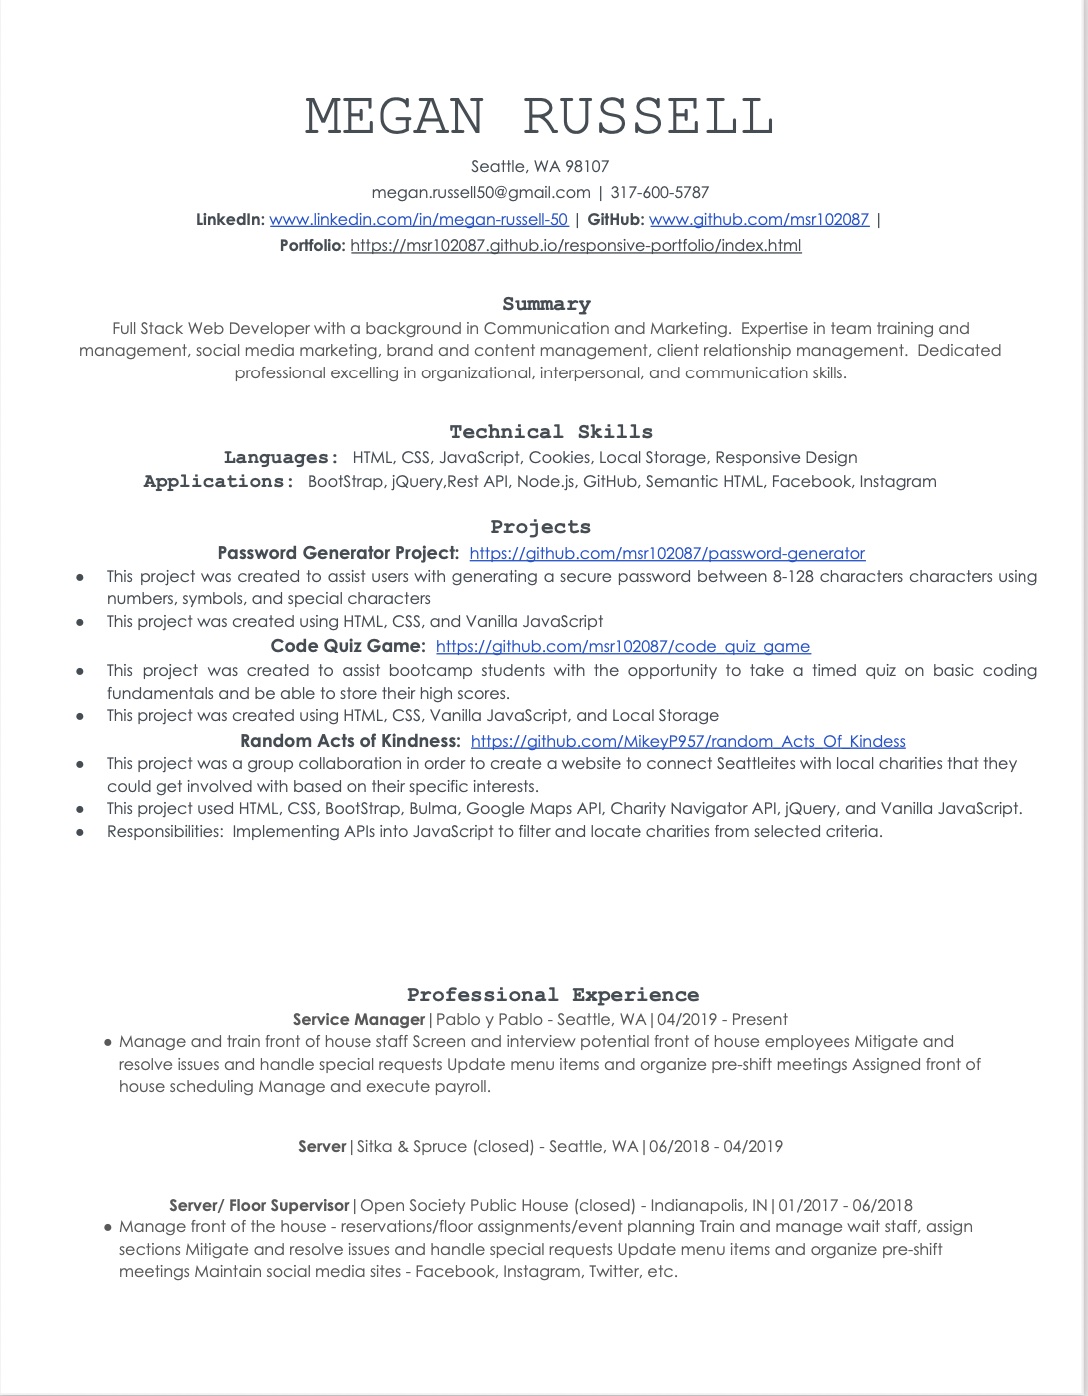 MEGAN RUSSELL
Seattle, WA 98107
megan.russell50@gmail.com | 317-600-5787
LinkedIn: www.linkedin.com/in/megan-russell-50 | GitHub: www.github.com/msr102087 |
Portfolio: https://msr102087.github.io/responsive-portfolio/index.html
Summary
Full Stack Web Developer with a background in Communication and Marketing. Expertise in team training and
management, social media marketing, brand and content management, client relationship management. Dedicated
professional excelling in organizational, interpersonal, and communication skills.
Technical Skills
Languages: HTML, CSS, JavaScript, Cookies, Local Storage, Responsive Design
Applications: BootStrap, jQuery,Rest API, Node.js, GitHub, Semantic HTML, Facebook, Instagram
Projects
Password Generator Project: https://github.com/msr102087/password-generator
● This project was created to assist users with generating a secure password between 8-128 characters characters using
numbers, symbols, and special characters
● This project was created using HTML, CSS, and Vanilla JavaScript
Code Quiz Game: https://github.com/msr102087/code_quiz_game
● This project was created to assist bootcamp students with the opportunity to take a timed quiz on basic coding
fundamentals and be able to store their high scores.
● This project was created using HTML, CSS, Vanilla JavaScript, and Local Storage
Random Acts of Kindness: https://github.com/MikeyP957/random_Acts_Of_Kindess
● This project was a group collaboration in order to create a website to connect Seattleites with local charities that they
could get involved with based on their specific interests.
● This project used HTML, CSS, BootStrap, Bulma, Google Maps API, Charity Navigator API, jQuery, and Vanilla JavaScript.
● Responsibilities: Implementing APIs into JavaScript to filter and locate charities from selected criteria.
Professional Experience
Service Manager|Pablo y Pablo - Seattle, WA|04/2019 - Present
● Manage and train front of house staff Screen and interview potential front of house employees Mitigate and
resolve issues and handle special requests Update menu items and organize pre-shift meetings Assigned front of
house scheduling Manage and execute payroll.
Server|Sitka & Spruce (closed) - Seattle, WA|06/2018 - 04/2019
Server/ Floor Supervisor|Open Society Public House (closed) - Indianapolis, IN|01/2017 - 06/2018
● Manage front of the house - reservations/floor assignments/event planning Train and manage wait staff, assign
sections Mitigate and resolve issues and handle special requests Update menu items and organize pre-shift
meetings Maintain social media sites - Facebook, Instagram, Twitter, etc.